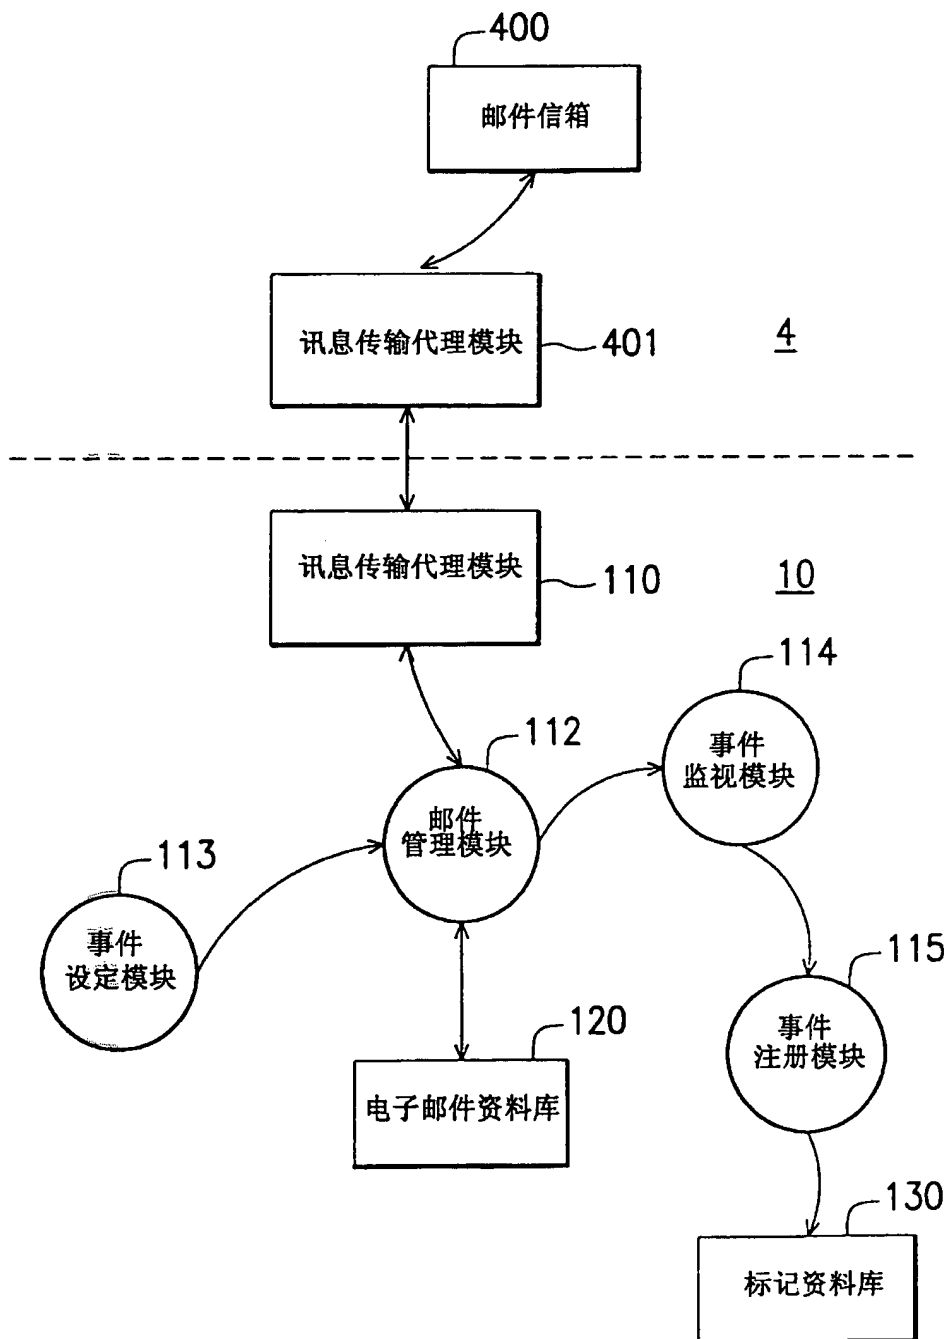 400
邮件信箱
讯息传输代理模块
401
4
讯息传输代理模块
110
10
114
事件
监视模块
112
邮件
管理模块
113
事件
设定模块
115
事件
注册模块
120
电子邮件资料库
130
标记资料库